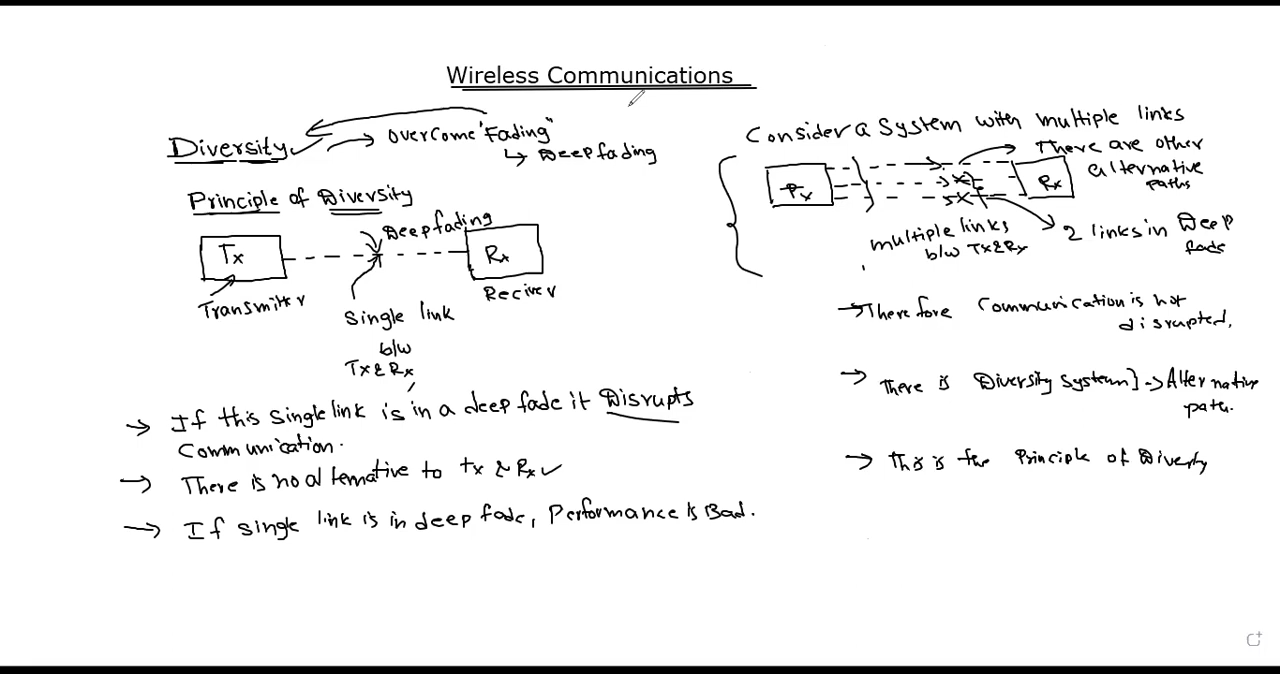 Wireless Communications
Diversity → Overcome "Fading"
↳ Deep fading
Principle of Diversity
Deep fading
Tx
Rx
Transmitter
Reciver
Single link
b/w
Tx & Rx
→ If this Single link is in a deep fade it Disrupts
Communication.
→ There is no alternative to tx & Rx ✓
→ If single link is in deep fade, Performance is Bad.
Consider a System with multiple links
There are other
alternative
paths
Tx
Rx
multiple links
b/w Tx & Rx
2 links in Deep
fade
→ Therefore Communication is not
disrupted.
→ There is Diversity System] → Alternative
path.
→ This is the Principle of Diversty